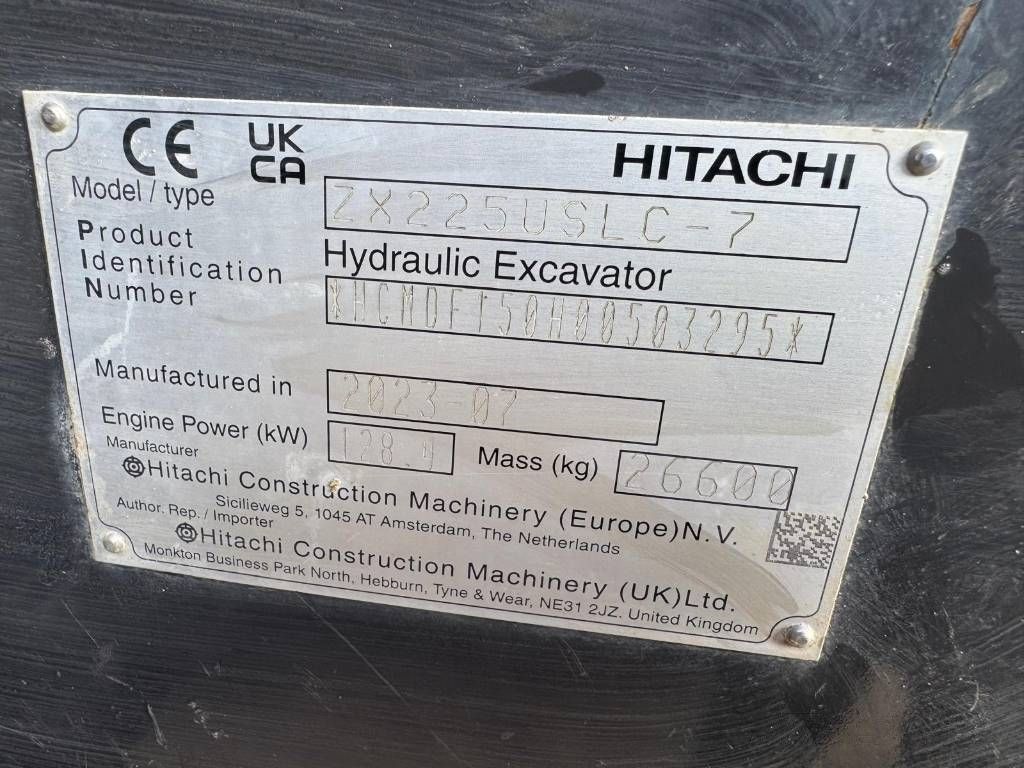 CE UK CA HITACHI
Model / type ZX225USLC-7
Product Identification Number Hydraulic Excavator
*HCMDF150H00503295*
Manufactured in 2023-07
Engine Power (kW) 128.4 Mass (kg) 26600
Manufacturer
Hitachi Construction Machinery (Europe)N.V.
Sicilieweg 5, 1045 AT Amsterdam, The Netherlands
Author. Rep. / Importer
Hitachi Construction Machinery (UK)Ltd.
Monkton Business Park North, Hebburn, Tyne & Wear, NE31 2JZ. United Kingdom